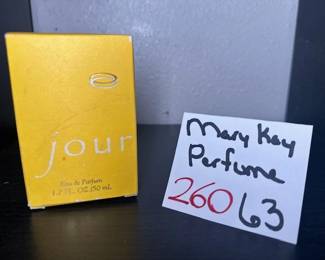 jour
Eau de Parfum
1.7 FL. OZ (50 mL
Mary Kay
Perfume
260 63